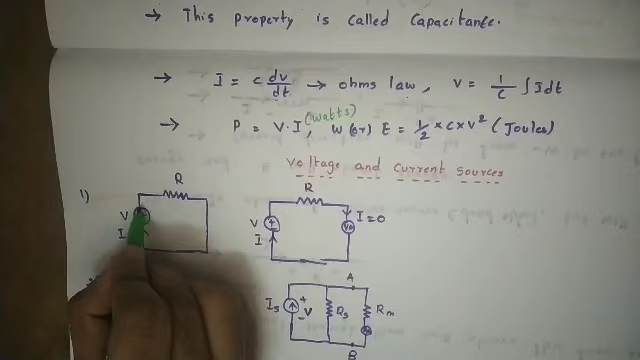 → This property is called Capacitance.
→ I = c dv/dt → ohms law, V = 1/c ∫ I dt
→ P = V·I, (watts) W (or) E = 1/2 × c × v² (Joules)
Voltage and Current Sources
1)
R
V
I
R
V
I
I = 0
A
Is
+
V
-
Rs
Rm
B